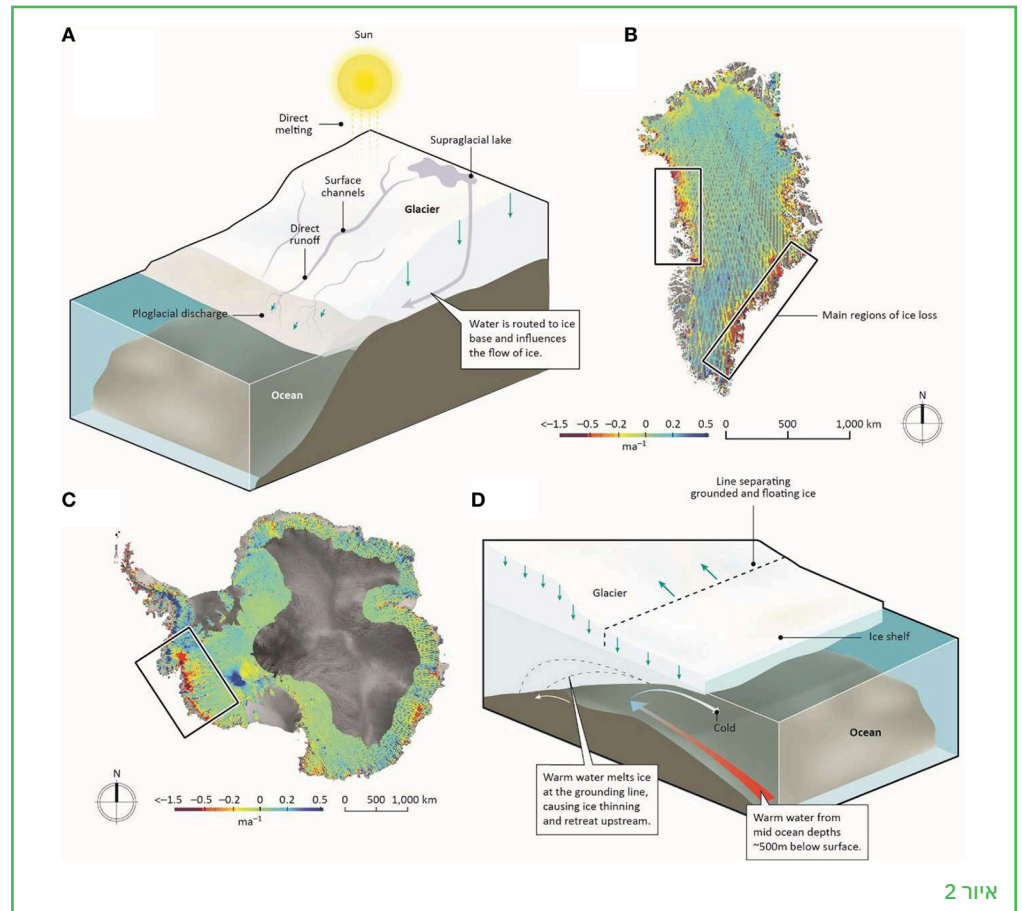 A
Sun
Direct
melting
Supraglacial lake
Surface
channels
Glacier
Direct
runoff
Ploglacial discharge
Water is routed to ice
base and influences
the flow of ice.
Ocean
B
Main regions of ice loss
N
<–1.5 –0.5 –0.2 0 0.2 0.5
ma⁻¹
0 500 1,000 km
C
N
<–1.5 –0.5 –0.2 0 0.2 0.5
ma⁻¹
0 500 1,000 km
D
Line separating
grounded and floating ice
Glacier
Ice shelf
Cold
Ocean
Warm water melts ice
at the grounding line,
causing ice thinning
and retreat upstream.
Warm water from
mid ocean depths
~500m below surface.
איור 2